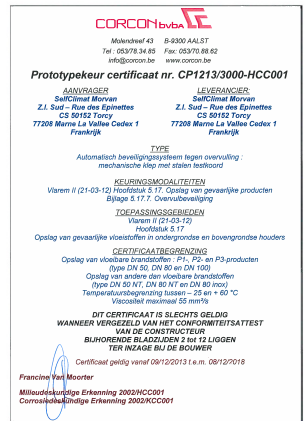 CORCON bvba
Molendreef 43 B-9300 AALST
Tel : 053/78.34.85 Fax: 053/70.88.62
info@corcon.be www.corcon.be
Prototypekeur certificaat nr. CP1213/3000-HCC001
AANVRAGER LEVERANCIER:
SelfClimat Morvan SelfClimat Morvan
Z.I. Sud – Rue des Epinettes Z.I. Sud – Rue des Epinettes
CS 50152 Torcy CS 50152 Torcy
77208 Marne La Vallee Cedex 1 77208 Marne La Vallee Cedex 1
Frankrijk Frankrijk
TYPE
Automatisch beveiligingssysteem tegen overvulling :
mechanische klep met stalen testkoord
KEURINGSMODALITEITEN
Vlarem II (21-03-12) Hoofdstuk 5.17. Opslag van gevaarlijke producten
Bijlage 5.17.7. Overvulbeveiliging
TOEPASSINGSGEBIEDEN
Vlarem II (21-03-12)
Hoofdstuk 5.17
Opslag van gevaarlijke vloeistoffen in ondergrondse en bovengrondse houders
CERTIFICAATBEGRENZING
Opslag van vloeibare brandstoffen : P1-, P2- en P3-producten
(type DN 50, DN 80 en DN 100)
Opslag van andere dan vloeibare brandstoffen
(type DN 50 NT, DN 80 NT en DN 80 inox)
Temperatuursbegrenzing tussen – 25 en + 60 °C
Viscositeit maximaal 55 mm²/s
DIT CERTIFICAAT IS SLECHTS GELDIG
WANNEER VERGEZELD VAN HET CONFORMITEITSATTEST
VAN DE CONSTRUCTEUR
BIJHORENDE BLADZIJDEN 2 tot 12 LIGGEN
TER INZAGE BIJ DE BOUWER
Certificaat geldig vanaf 09/12/2013 t.e.m. 08/12/2018
Francine Van Moorter
Milieudeskundige Erkenning 2002/HCC001
Corrosiedeskundige Erkenning 2002/KCC001